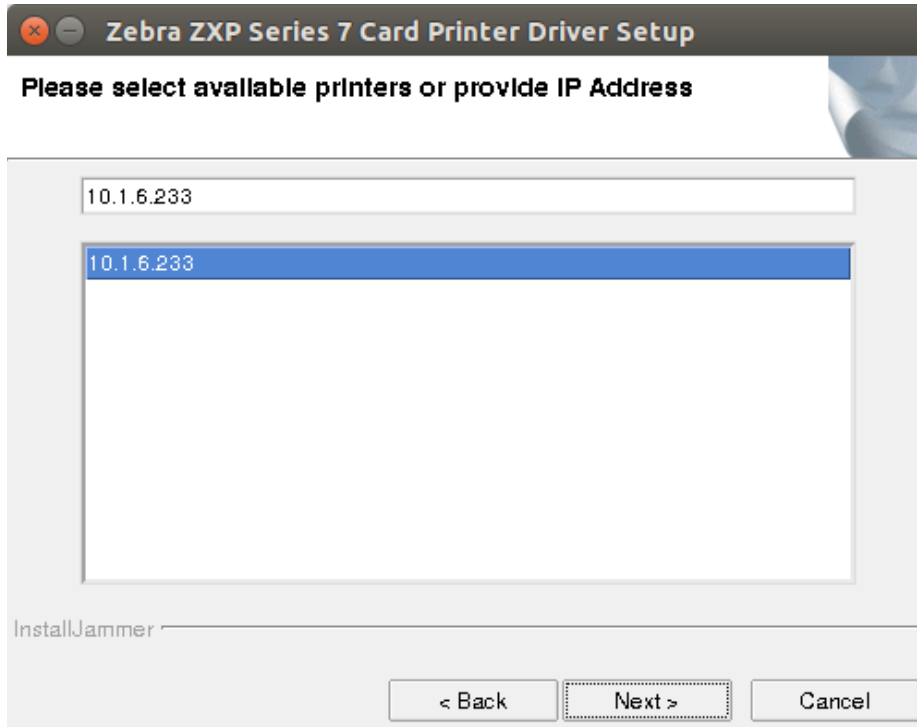 Zebra ZXP Series 7 Card Printer Driver Setup
Please select available printers or provide IP Address
10.1.6.233
10.1.6.233
InstallJammer
< Back Next > Cancel